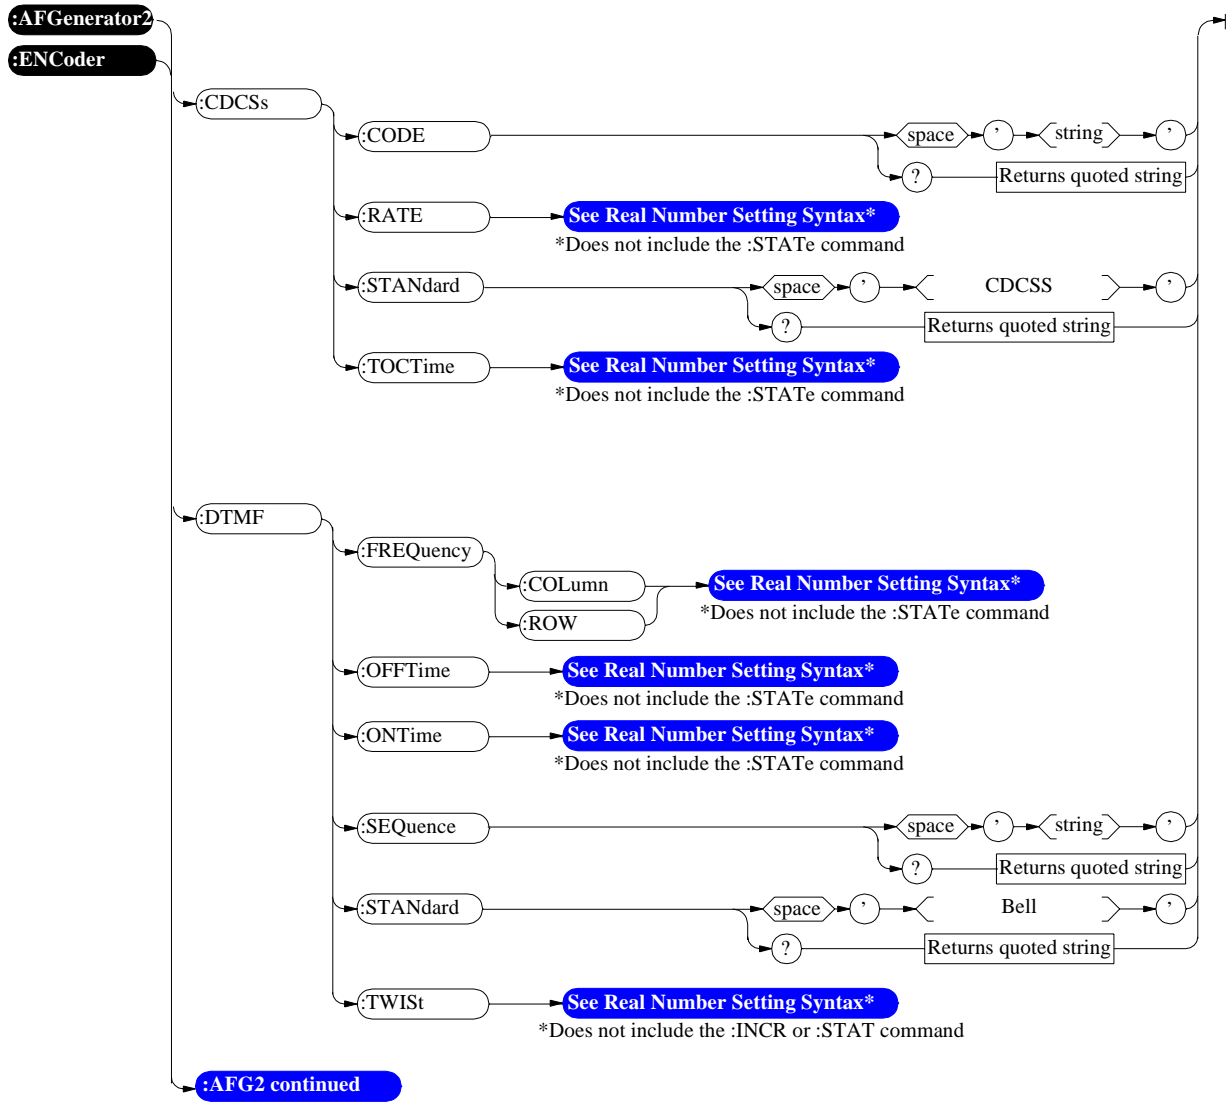 :AFGenerator2
:ENCoder
:CDCSs
:CODE
space ’ string ’
? Returns quoted string
:RATE See Real Number Setting Syntax*
*Does not include the :STATe command
:STANdard space ’ CDCSS ’
? Returns quoted string
:TOCTime See Real Number Setting Syntax*
*Does not include the :STATe command
:DTMF
:FREQuency
:COLumn See Real Number Setting Syntax*
*Does not include the :STATe command
:ROW
:OFFTime See Real Number Setting Syntax*
*Does not include the :STATe command
:ONTime See Real Number Setting Syntax*
*Does not include the :STATe command
:SEQuence space ’ string ’
? Returns quoted string
:STANdard space ’ Bell ’
? Returns quoted string
:TWISt See Real Number Setting Syntax*
*Does not include the :INCR or :STAT command
:AFG2 continued